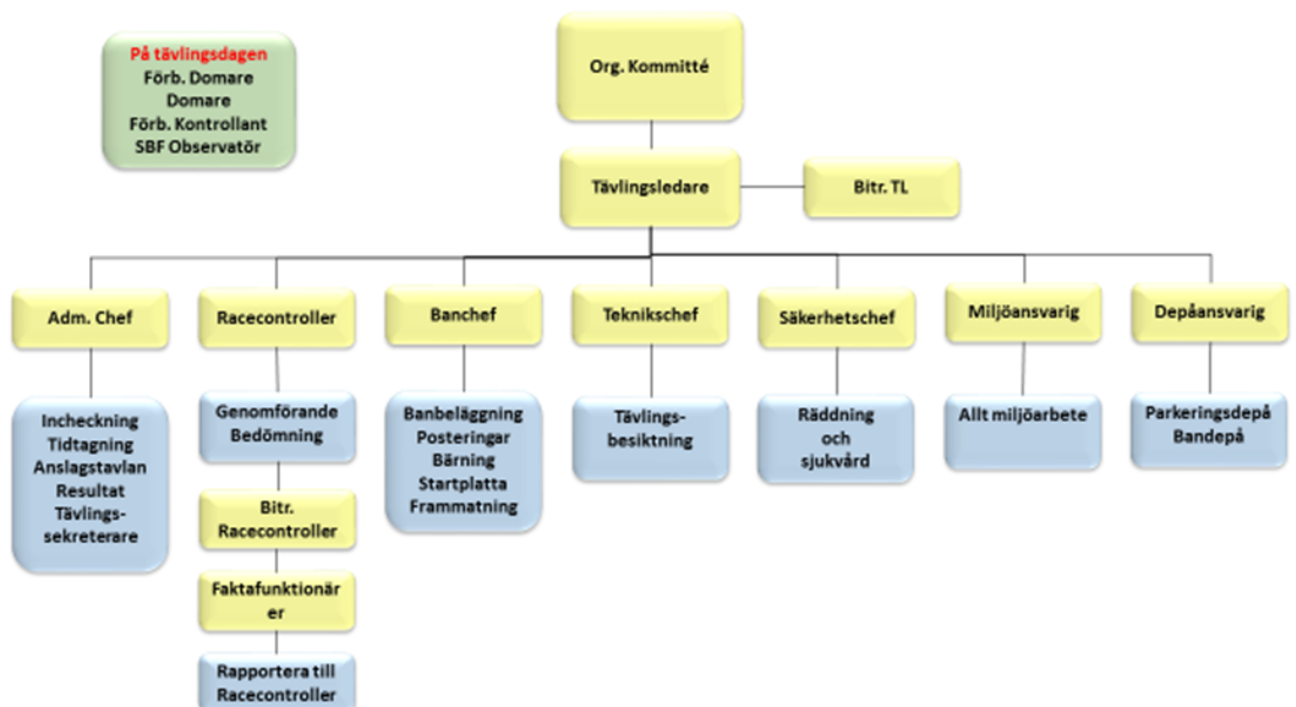 På tävlingsdagen
Förb. Domare
Domare
Förb. Kontrollant
SBF Observatör
Org. Kommitté
Tävlingsledare
Bitr. TL
Adm. Chef
Racecontroller
Banchef
Teknikschef
Säkerhetschef
Miljöansvarig
Depåansvarig
Incheckning
Tidtagning
Anslagstavlan
Resultat
Tävlings-
sekreterare
Genomförande
Bedömning
Bitr.
Racecontroller
Faktafunktionär
er
Rapportera till
Racecontroller
Banbeläggning
Posteringar
Bärning
Startplatta
Frammatning
Tävlings-
besiktning
Räddning
och
sjukvård
Allt miljöarbete
Parkeringsdepå
Bandepå